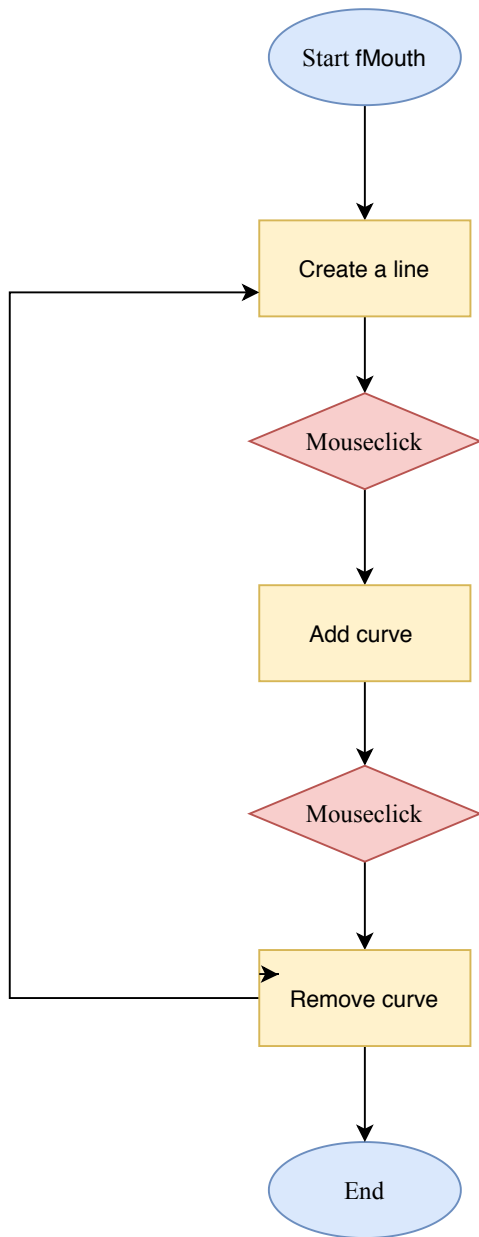 Start fMouth
Create a line
Mouseclick
Add curve
Mouseclick
Remove curve
End